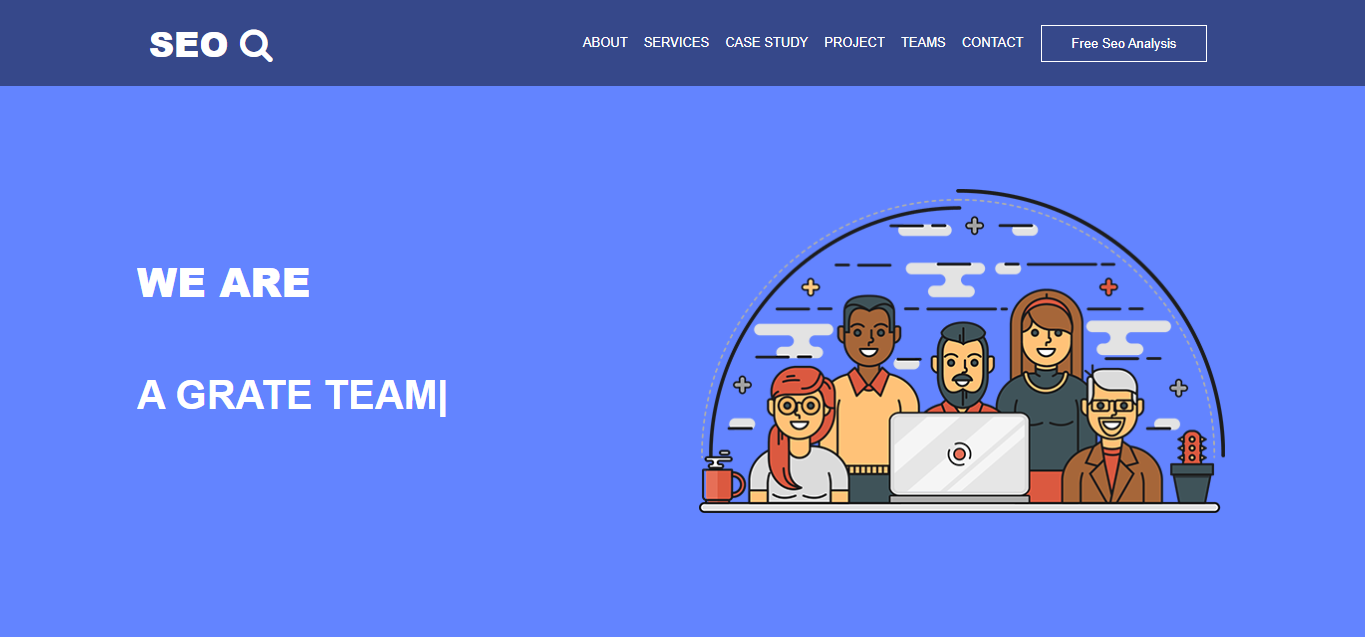 SEO
ABOUT SERVICES CASE STUDY PROJECT TEAMS CONTACT Free Seo Analysis
WE ARE
A GRATE TEAM|